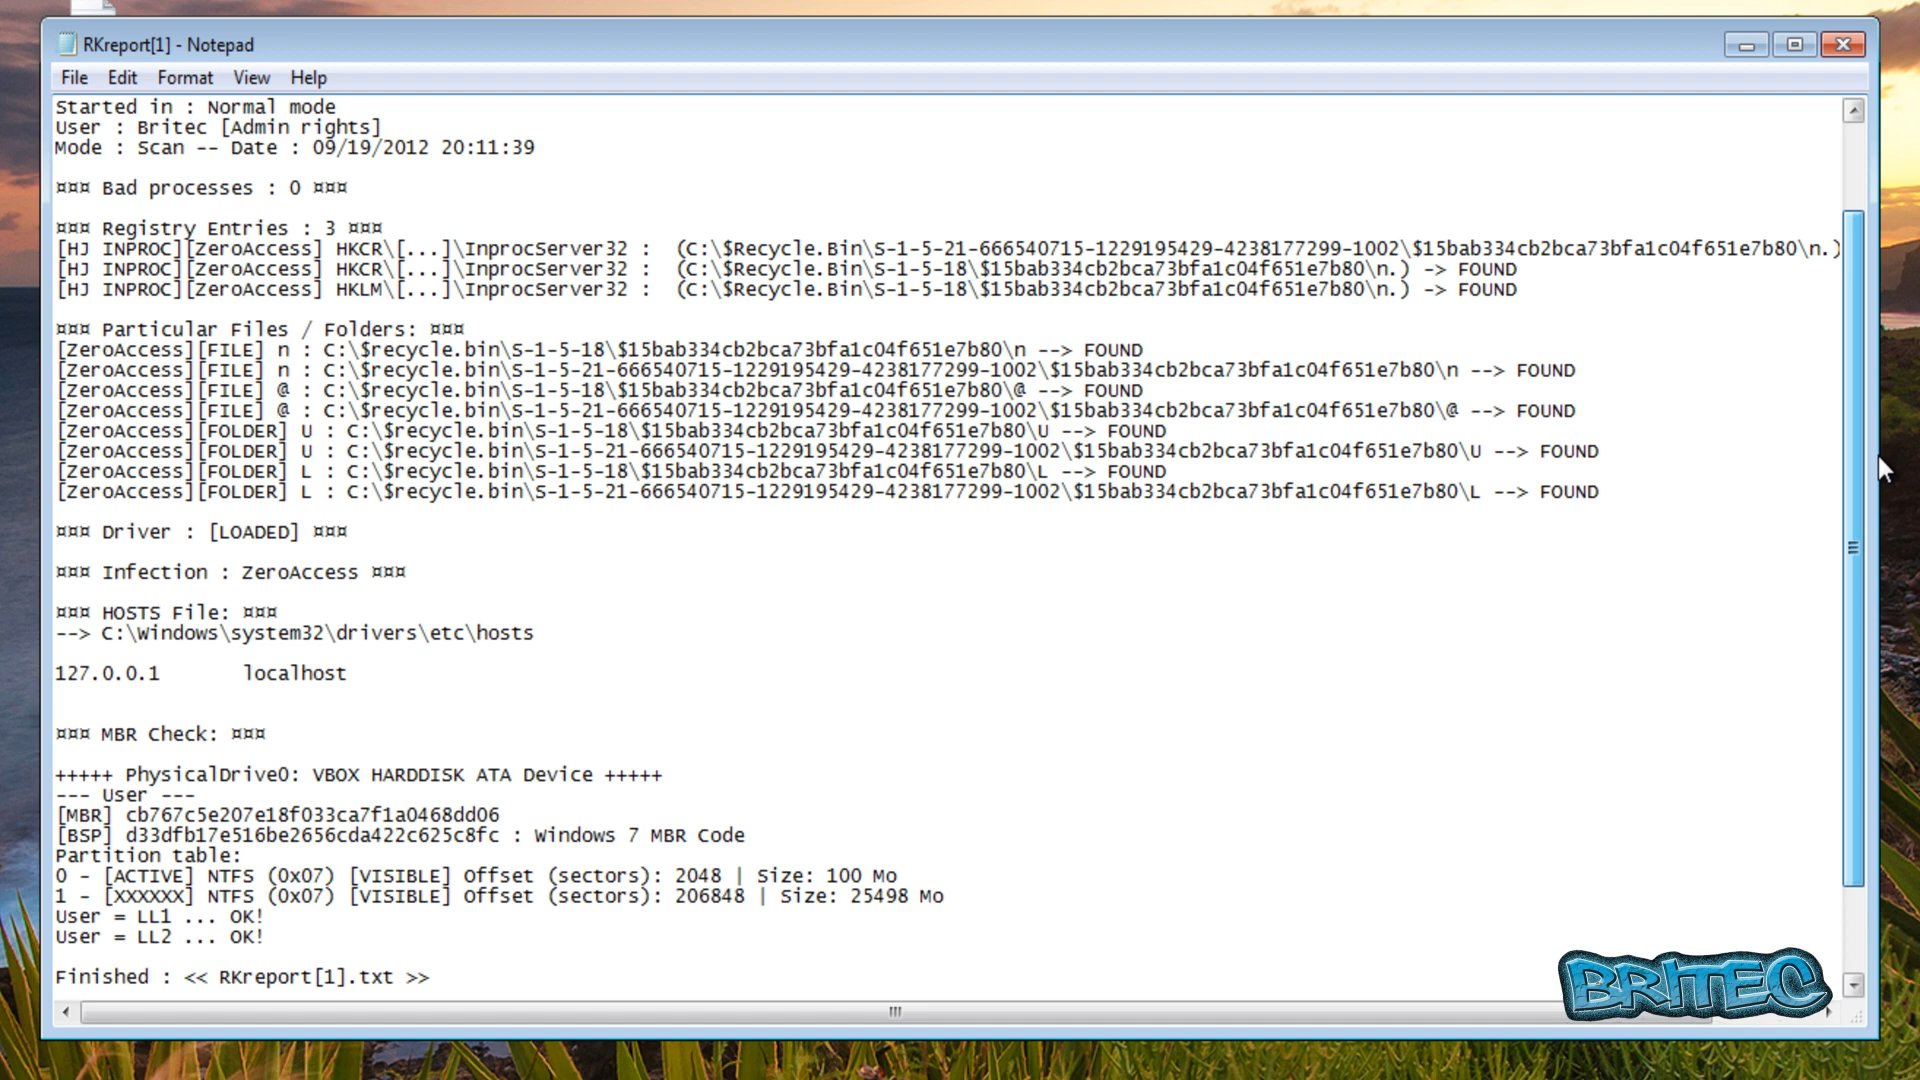 RKreport[1] - Notepad
File Edit Format View Help
Started in : Normal mode
User : Britec [Admin rights]
Mode : Scan -- Date : 09/19/2012 20:11:39
¤¤¤ Bad processes : 0 ¤¤¤
¤¤¤ Registry Entries : 3 ¤¤¤
[HJ INPROC][ZeroAccess] HKCR\[...]\InprocServer32 :  (C:\$Recycle.Bin\S-1-5-21-666540715-1229195429-4238177299-1002\$15bab334cb2bca73bfa1c04f651e7b80\n.)
[HJ INPROC][ZeroAccess] HKCR\[...]\InprocServer32 :  (C:\$Recycle.Bin\S-1-5-18\$15bab334cb2bca73bfa1c04f651e7b80\n.) -> FOUND
[HJ INPROC][ZeroAccess] HKLM\[...]\InprocServer32 :  (C:\$Recycle.Bin\S-1-5-18\$15bab334cb2bca73bfa1c04f651e7b80\n.) -> FOUND
¤¤¤ Particular Files / Folders: ¤¤¤
[ZeroAccess][FILE] n : C:\$recycle.bin\S-1-5-18\$15bab334cb2bca73bfa1c04f651e7b80\n --> FOUND
[ZeroAccess][FILE] n : C:\$recycle.bin\S-1-5-21-666540715-1229195429-4238177299-1002\$15bab334cb2bca73bfa1c04f651e7b80\n --> FOUND
[ZeroAccess][FILE] @ : C:\$recycle.bin\S-1-5-18\$15bab334cb2bca73bfa1c04f651e7b80\@ --> FOUND
[ZeroAccess][FILE] @ : C:\$recycle.bin\S-1-5-21-666540715-1229195429-4238177299-1002\$15bab334cb2bca73bfa1c04f651e7b80\@ --> FOUND
[ZeroAccess][FOLDER] U : C:\$recycle.bin\S-1-5-18\$15bab334cb2bca73bfa1c04f651e7b80\U --> FOUND
[ZeroAccess][FOLDER] U : C:\$recycle.bin\S-1-5-21-666540715-1229195429-4238177299-1002\$15bab334cb2bca73bfa1c04f651e7b80\U --> FOUND
[ZeroAccess][FOLDER] L : C:\$recycle.bin\S-1-5-18\$15bab334cb2bca73bfa1c04f651e7b80\L --> FOUND
[ZeroAccess][FOLDER] L : C:\$recycle.bin\S-1-5-21-666540715-1229195429-4238177299-1002\$15bab334cb2bca73bfa1c04f651e7b80\L --> FOUND
¤¤¤ Driver : [LOADED] ¤¤¤
¤¤¤ Infection : ZeroAccess ¤¤¤
¤¤¤ HOSTS File: ¤¤¤
--> C:\Windows\system32\drivers\etc\hosts
127.0.0.1       localhost
¤¤¤ MBR Check: ¤¤¤
+++++ PhysicalDrive0: VBOX HARDDISK ATA Device +++++
--- User ---
[MBR] cb767c5e207e18f033ca7f1a0468dd06
[BSP] d33dfb17e516be2656cda422c625c8fc : Windows 7 MBR Code
Partition table:
0 - [ACTIVE] NTFS (0x07) [VISIBLE] Offset (sectors): 2048 | Size: 100 Mo
1 - [XXXXXX] NTFS (0x07) [VISIBLE] Offset (sectors): 206848 | Size: 25498 Mo
User = LL1 ... OK!
User = LL2 ... OK!
Finished : << RKreport[1].txt >>
BRITEC